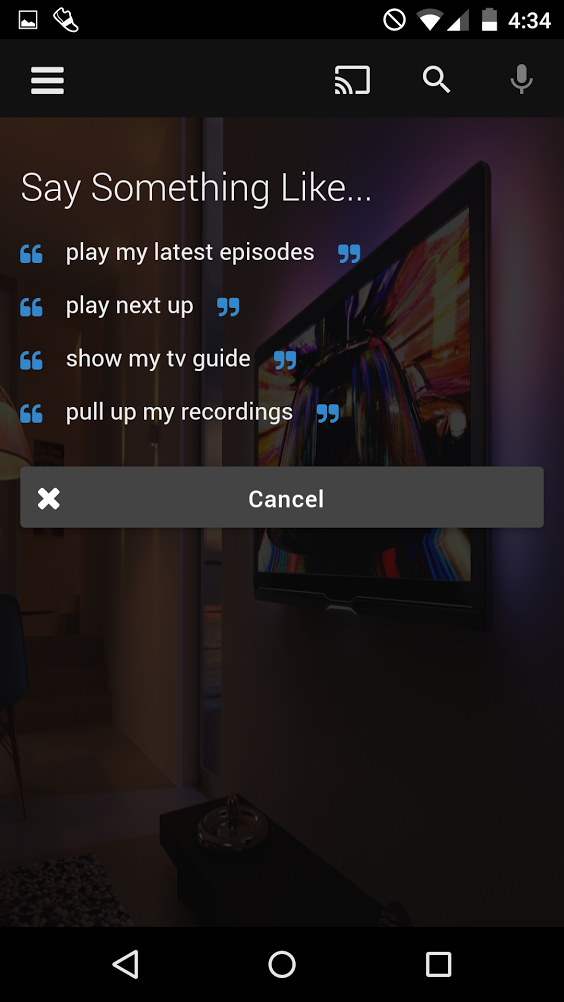 4:34
Say Something Like...
❝ play my latest episodes ❞
❝ play next up ❞
❝ show my tv guide ❞
❝ pull up my recordings ❞
Cancel